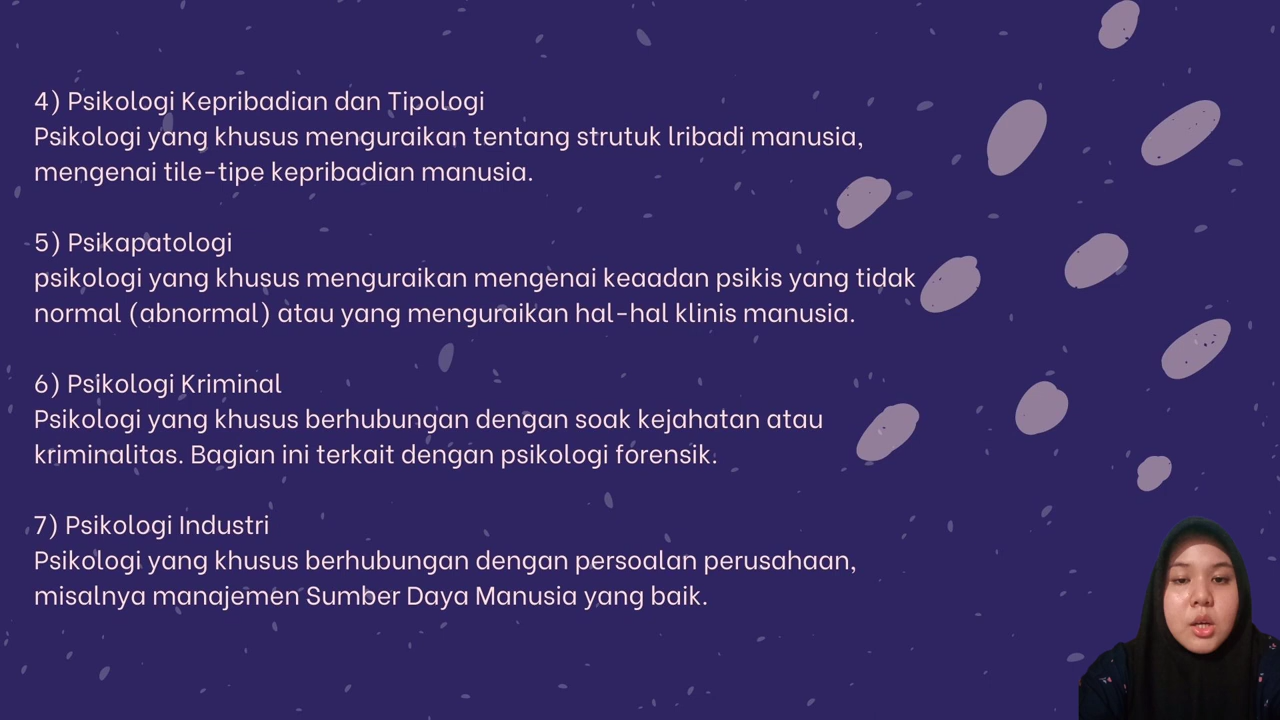 4) Psikologi Kepribadian dan Tipologi
Psikologi yang khusus menguraikan tentang strutuk lribadi manusia,
mengenai tile-tipe kepribadian manusia.
5) Psikapatologi
psikologi yang khusus menguraikan mengenai keaadan psikis yang tidak
normal (abnormal) atau yang menguraikan hal-hal klinis manusia.
6) Psikologi Kriminal
Psikologi yang khusus berhubungan dengan soak kejahatan atau
kriminalitas. Bagian ini terkait dengan psikologi forensik.
7) Psikologi Industri
Psikologi yang khusus berhubungan dengan persoalan perusahaan,
misalnya manajemen Sumber Daya Manusia yang baik.